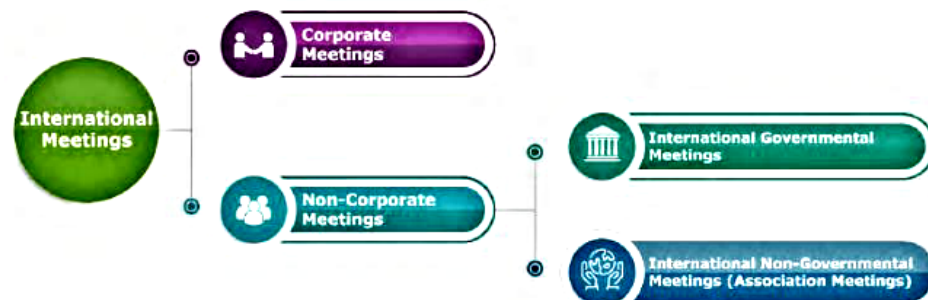 International
Meetings
Corporate
Meetings
Non-Corporate
Meetings
International Governmental
Meetings
International Non-Governmental
Meetings (Association Meetings)